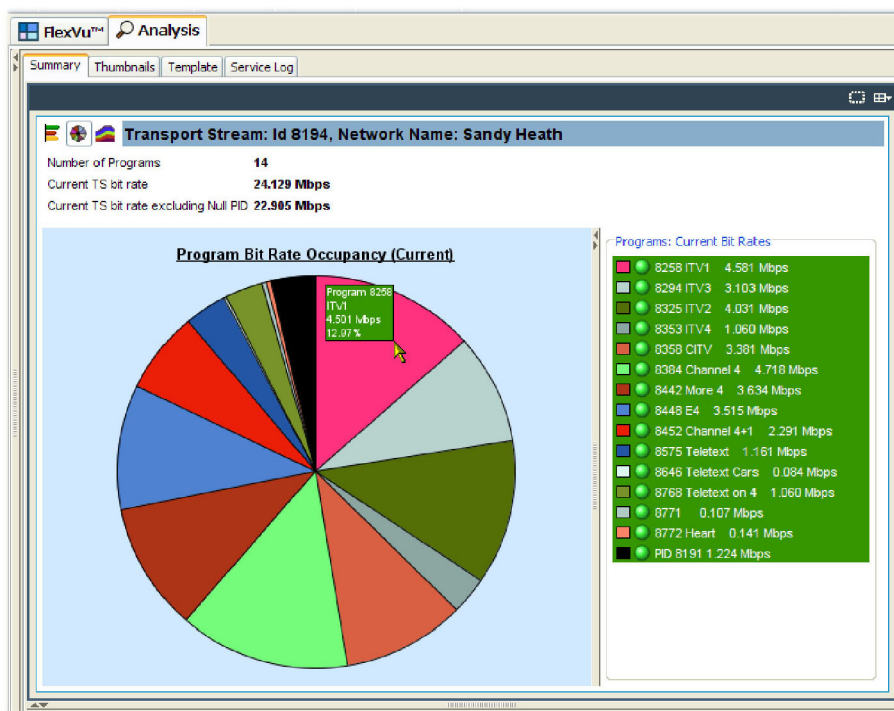 FlexVu™ Analysis
Summary Thumbnails Template Service Log
Transport Stream: Id 8194, Network Name: Sandy Heath
Number of Programs 14
Current TS bit rate 24.129 Mbps
Current TS bit rate excluding Null PID 22.905 Mbps
Program Bit Rate Occupancy (Current)
Program 8258
ITV1
4.501 Mbps
12.97 %
Programs: Current Bit Rates
8258 ITV1 4.581 Mbps
8294 ITV3 3.103 Mbps
8325 ITV2 4.031 Mbps
8353 ITV4 1.060 Mbps
8358 CITV 3.381 Mbps
8384 Channel 4 4.718 Mbps
8442 More 4 3.634 Mbps
8448 E4 3.515 Mbps
8452 Channel 4+1 2.291 Mbps
8575 Teletext 1.161 Mbps
8646 Teletext Cars 0.084 Mbps
8768 Teletext on 4 1.060 Mbps
8771 0.107 Mbps
8772 Heart 0.141 Mbps
PID 8191 1.224 Mbps